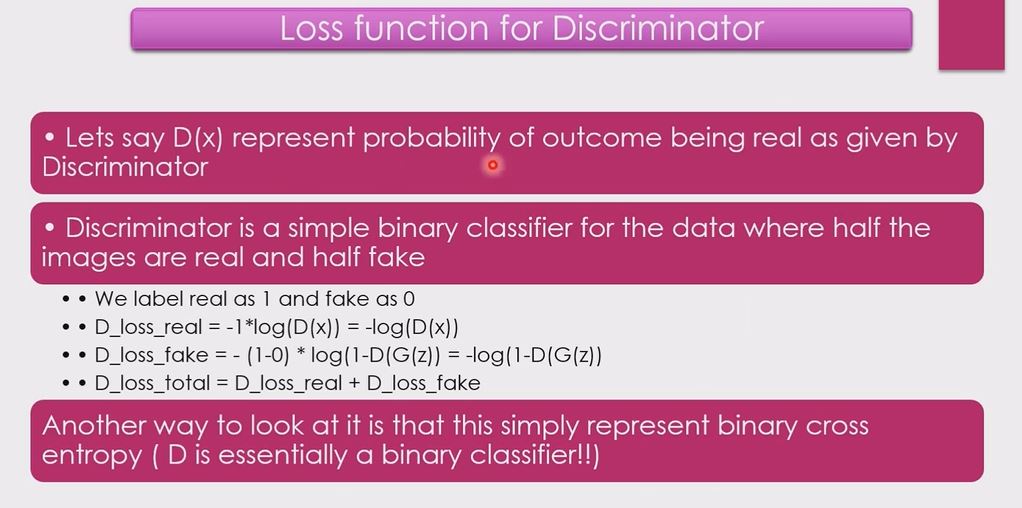 Loss function for Discriminator
• Lets say D(x) represent probability of outcome being real as given by
Discriminator
• Discriminator is a simple binary classifier for the data where half the
images are real and half fake
• • We label real as 1 and fake as 0
• • D_loss_real = -1*log(D(x)) = -log(D(x))
• • D_loss_fake = - (1-0) * log(1-D(G(z)) = -log(1-D(G(z))
• • D_loss_total = D_loss_real + D_loss_fake
Another way to look at it is that this simply represent binary cross
entropy ( D is essentially a binary classifier!!)